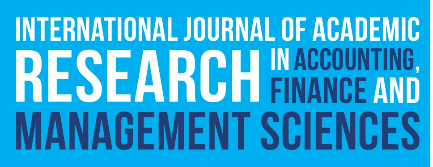 INTERNATIONAL JOURNAL OF ACADEMIC
RESEARCH IN ACCOUNTING,
FINANCE AND
MANAGEMENT SCIENCES